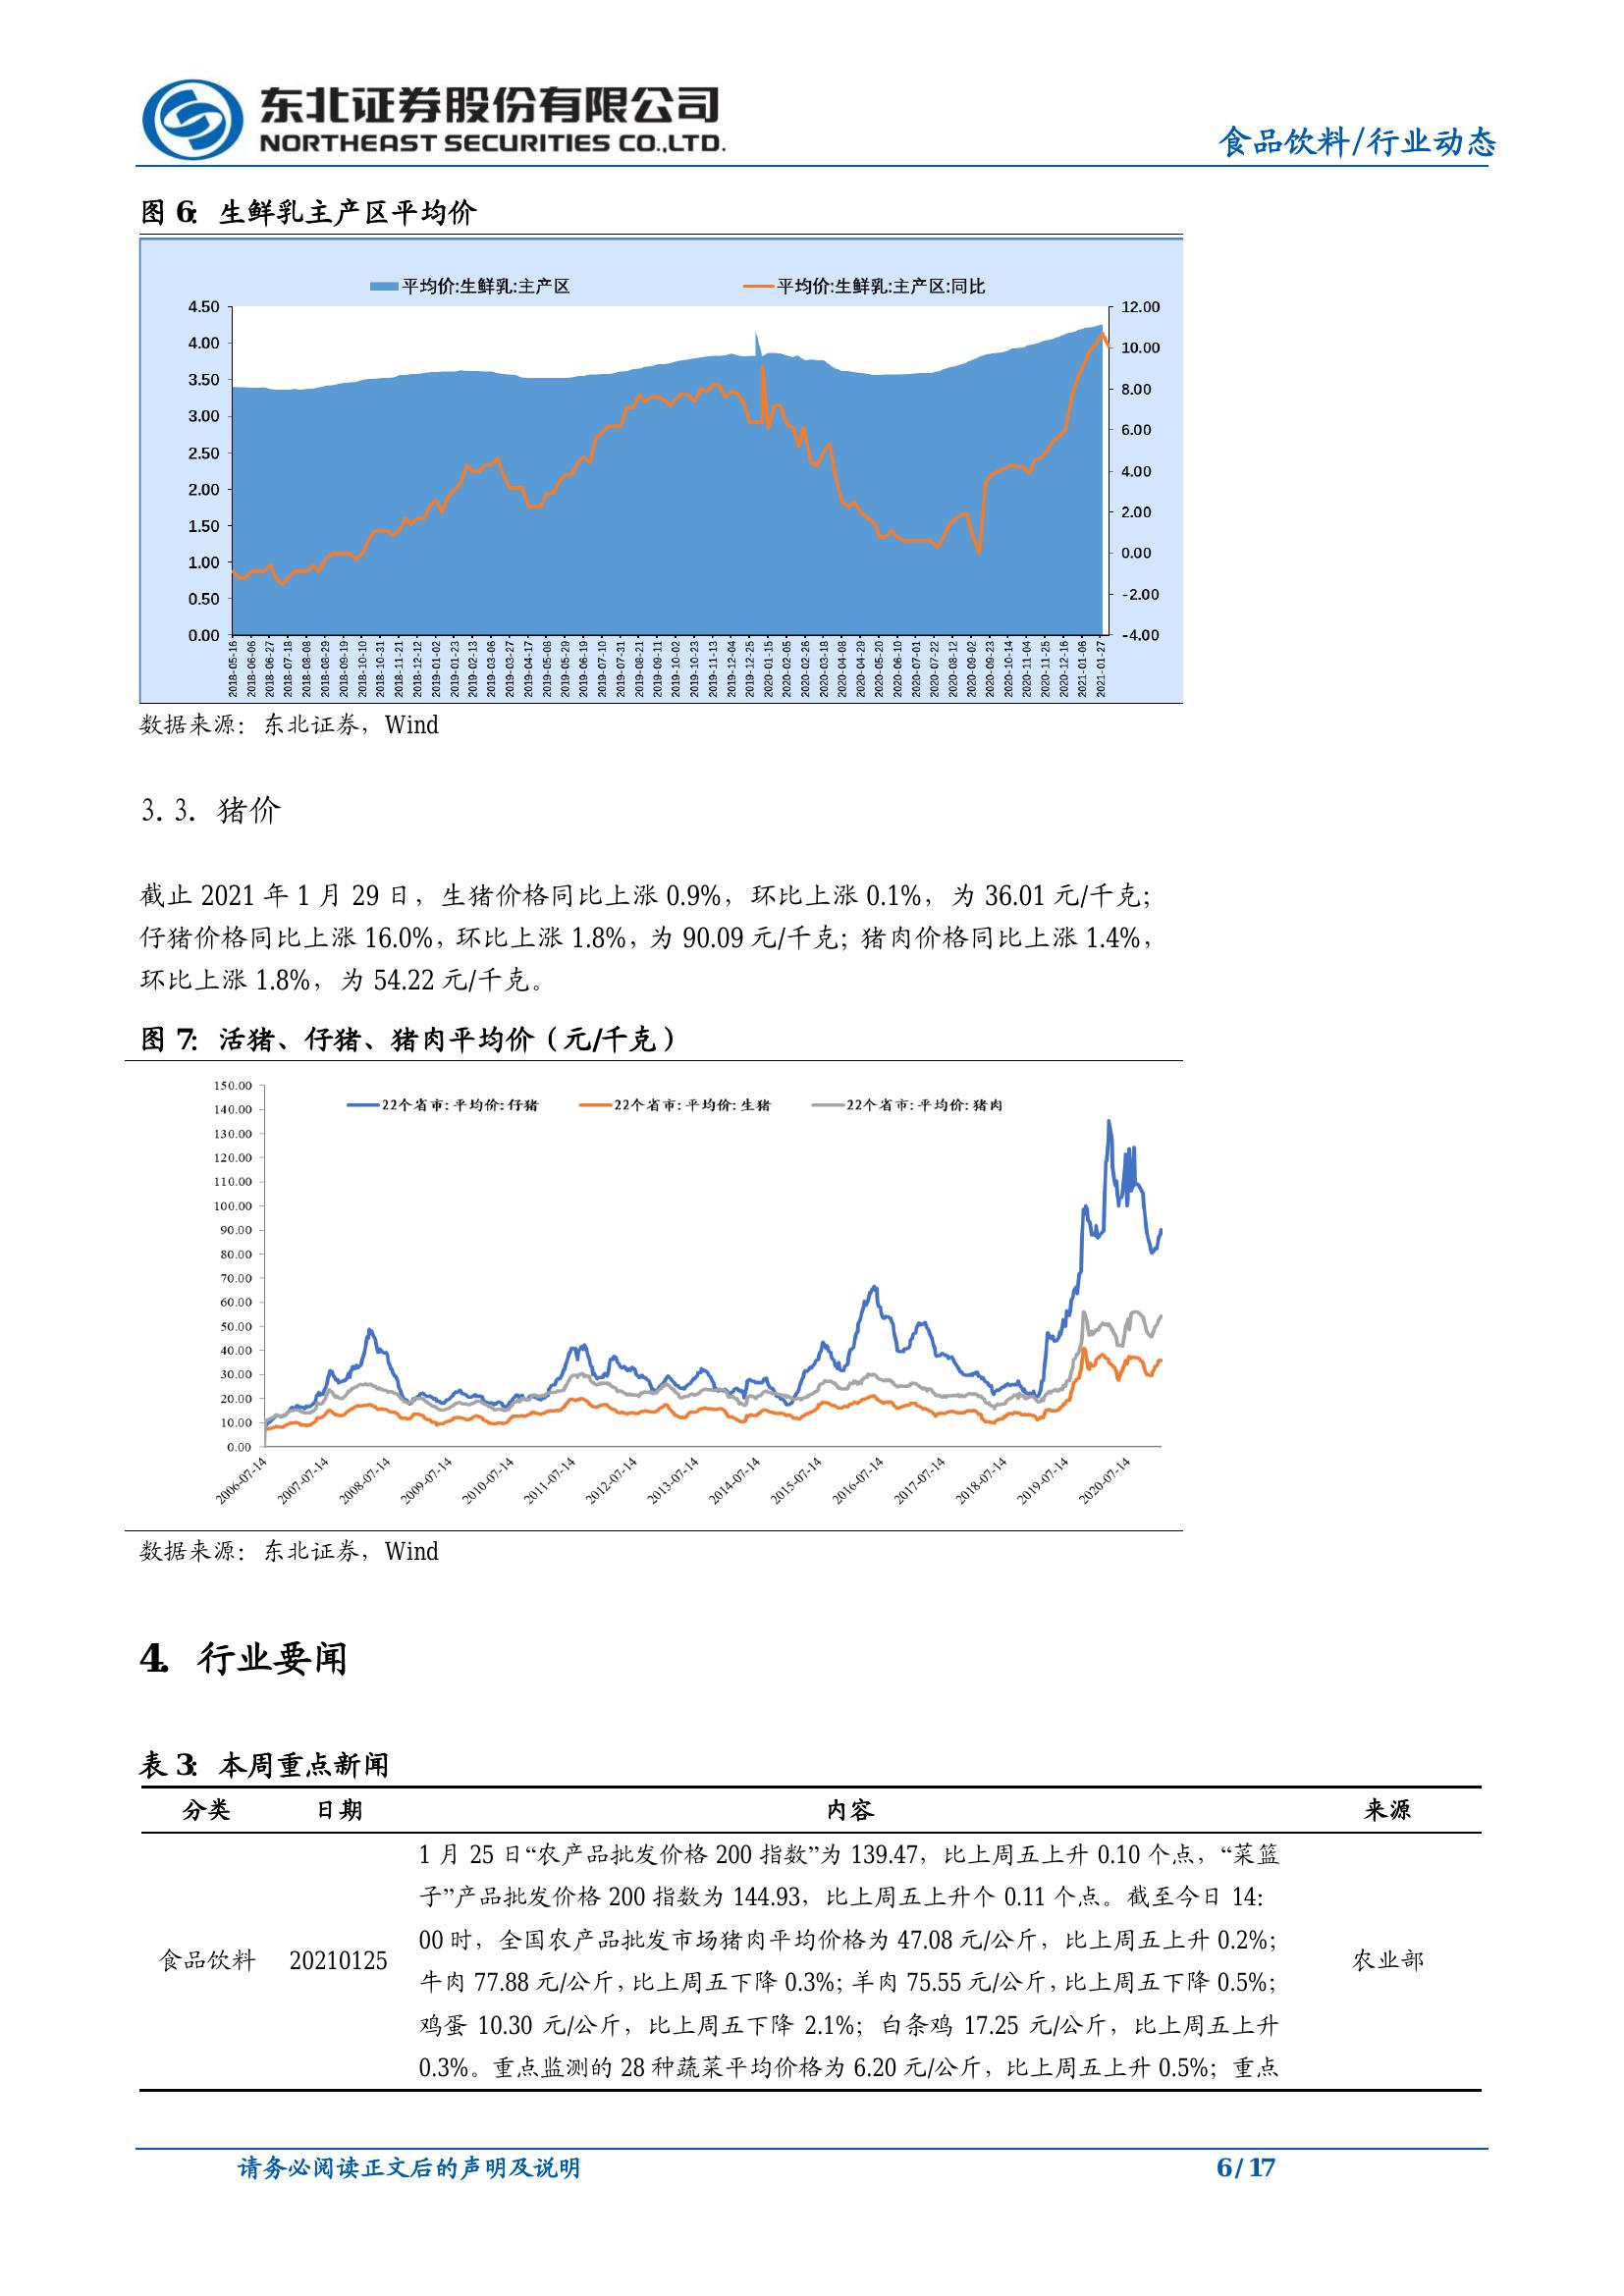 东北证券股份有限公司
NORTHEAST SECURITIES CO.,LTD.
食品饮料/行业动态
图 6: 生鲜乳主产区平均价
平均价:生鲜乳:主产区 平均价:生鲜乳:主产区:同比
4.50 12.00
4.00 10.00
3.50 8.00
3.00 6.00
2.50 4.00
2.00 2.00
1.50 0.00
1.00 -2.00
0.50 -4.00
0.00
2018-05-16 2018-06-06 2018-06-27 2018-07-18 2018-08-08 2018-08-29 2018-09-19 2018-10-10 2018-10-31 2018-11-21 2018-12-12 2019-01-02 2019-01-23 2019-02-13 2019-03-06 2019-03-27 2019-04-17 2019-05-08 2019-05-29 2019-06-19 2019-07-10 2019-07-31 2019-08-21 2019-09-11 2019-10-02 2019-10-23 2019-11-13 2019-12-04 2019-12-25 2020-01-15 2020-02-05 2020-02-26 2020-03-18 2020-04-08 2020-04-29 2020-05-20 2020-06-10 2020-07-01 2020-07-22 2020-08-12 2020-09-02 2020-09-23 2020-10-14 2020-11-04 2020-11-25 2020-12-16 2021-01-06 2021-01-27
数据来源：东北证券，Wind
3.3. 猪价
截止 2021 年 1 月 29 日，生猪价格同比上涨 0.9%，环比上涨 0.1%，为 36.01 元/千克；
仔猪价格同比上涨 16.0%，环比上涨 1.8%，为 90.09 元/千克；猪肉价格同比上涨 1.4%，
环比上涨 1.8%，为 54.22 元/千克。
图 7: 活猪、仔猪、猪肉平均价（元/千克）
22个省市:平均价:仔猪 22个省市:平均价:生猪 22个省市:平均价:猪肉
150.00
140.00
130.00
120.00
110.00
100.00
90.00
80.00
70.00
60.00
50.00
40.00
30.00
20.00
10.00
0.00
2006-07-14 2007-07-14 2008-07-14 2009-07-14 2010-07-14 2011-07-14 2012-07-14 2013-07-14 2014-07-14 2015-07-14 2016-07-14 2017-07-14 2018-07-14 2019-07-14 2020-07-14
数据来源：东北证券，Wind
4. 行业要闻
表 3: 本周重点新闻
分类 日期 内容 来源
1 月 25 日“农产品批发价格 200 指数”为 139.47，比上周五上升 0.10 个点，“菜篮
子”产品批发价格 200 指数为 144.93，比上周五上升个 0.11 个点。截至今日 14:
00 时，全国农产品批发市场猪肉平均价格为 47.08 元/公斤，比上周五上升 0.2%；
食品饮料 20210125 牛肉 77.88 元/公斤，比上周五下降 0.3%；羊肉 75.55 元/公斤，比上周五下降 0.5%； 农业部
鸡蛋 10.30 元/公斤，比上周五下降 2.1%；白条鸡 17.25 元/公斤，比上周五上升
0.3%。重点监测的 28 种蔬菜平均价格为 6.20 元/公斤，比上周五上升 0.5%；重点
请务必阅读正文后的声明及说明 6 / 17